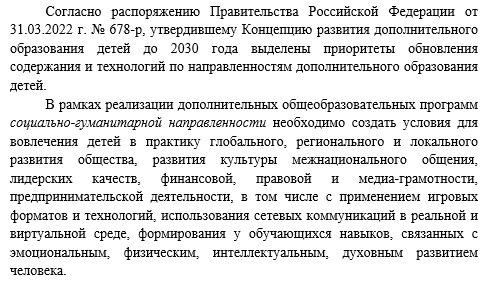 Согласно распоряжению Правительства Российской Федерации от
31.03.2022 г. № 678-р, утвердившему Концепцию развития дополнительного
образования детей до 2030 года выделены приоритеты обновления
содержания и технологий по направленностям дополнительного образования
детей.
В рамках реализации дополнительных общеобразовательных программ
социально-гуманитарной направленности необходимо создать условия для
вовлечения детей в практику глобального, регионального и локального
развития общества, развития культуры межнационального общения,
лидерских качеств, финансовой, правовой и медиа-грамотности,
предпринимательской деятельности, в том числе с применением игровых
форматов и технологий, использования сетевых коммуникаций в реальной и
виртуальной среде, формирования у обучающихся навыков, связанных с
эмоциональным, физическим, интеллектуальным, духовным развитием
человека.